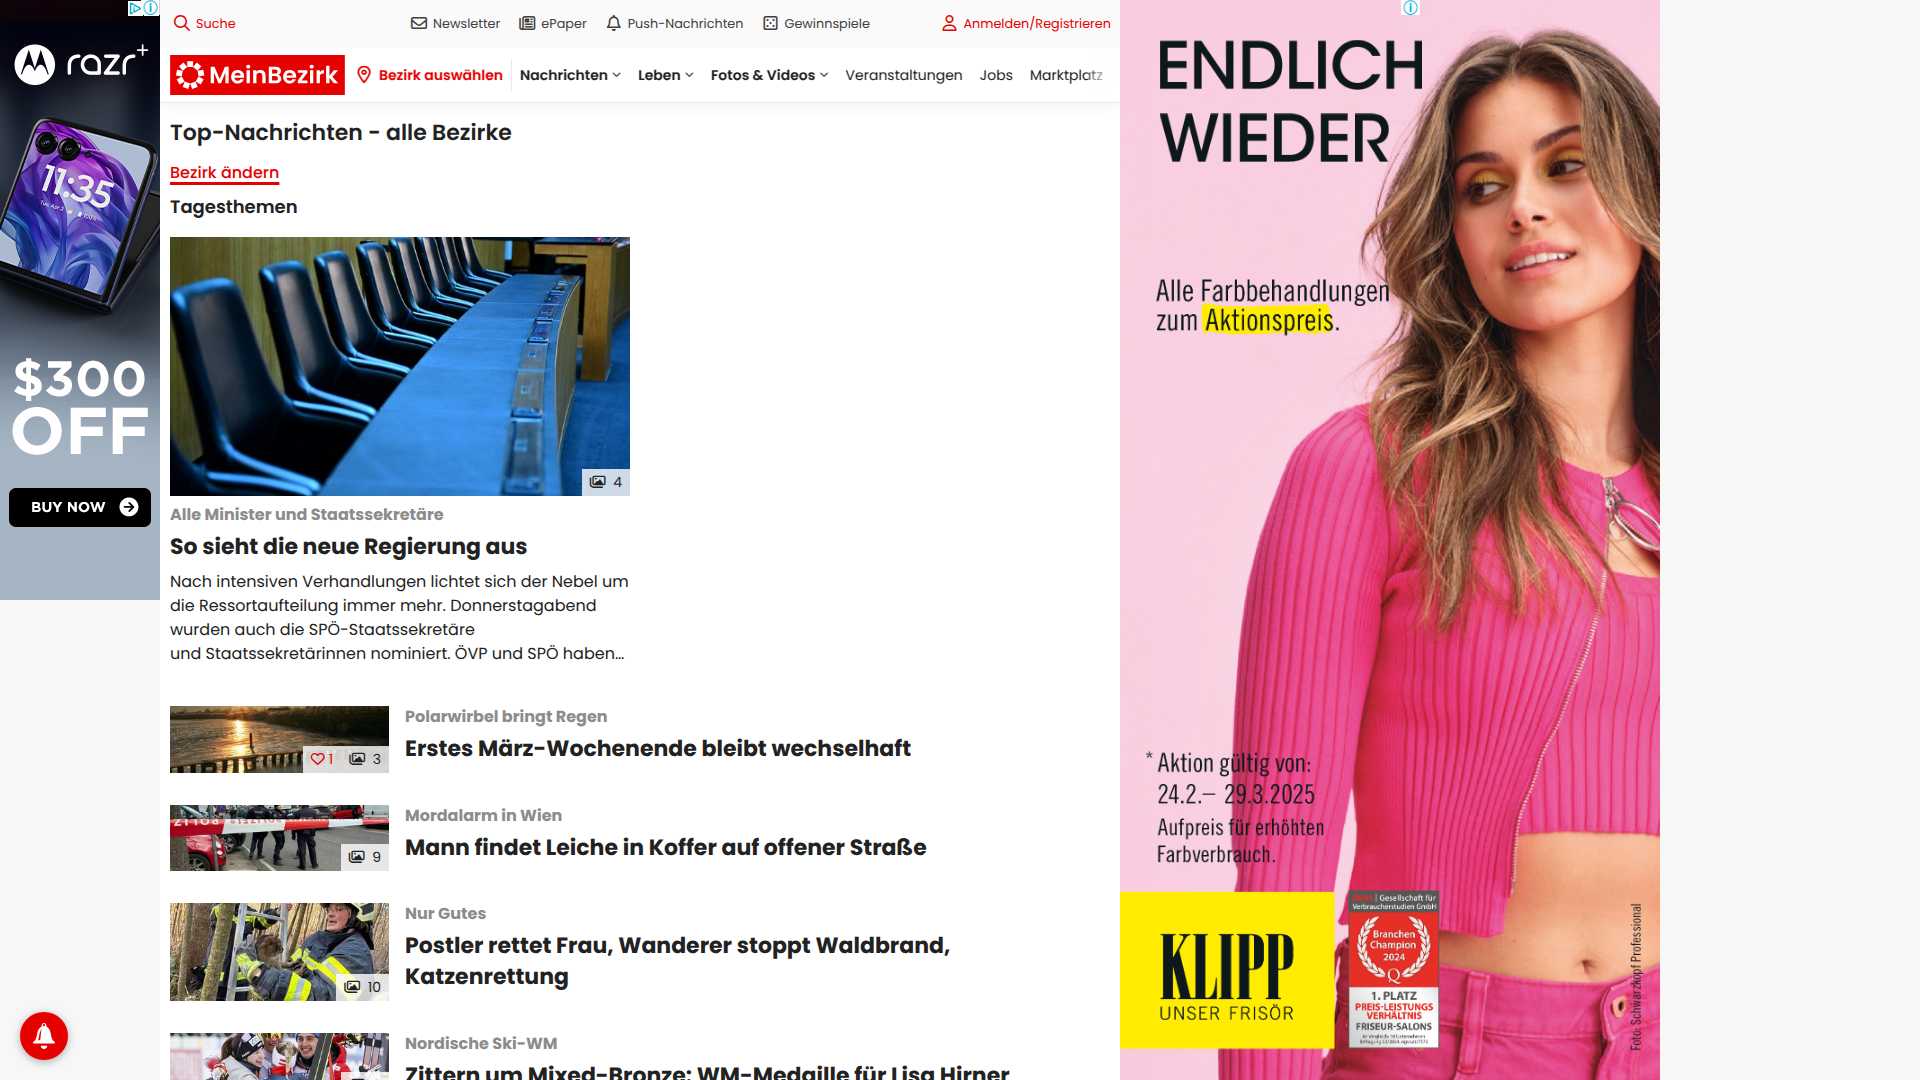 razr+
11:35
$300
OFF
BUY NOW
Suche
Newsletter
ePaper
Push-Nachrichten
Gewinnspiele
Anmelden/Registrieren
MeinBezirk
Bezirk auswählen
Nachrichten
Leben
Fotos & Videos
Veranstaltungen
Jobs
Marktplatz
Top-Nachrichten - alle Bezirke
Bezirk ändern
Tagesthemen
4
Alle Minister und Staatssekretäre
So sieht die neue Regierung aus
Nach intensiven Verhandlungen lichtet sich der Nebel um
die Ressortaufteilung immer mehr. Donnerstagabend
wurden auch die SPÖ-Staatssekretäre
und Staatssekretärinnen nominiert. ÖVP und SPÖ haben...
1
3
Polarwirbel bringt Regen
Erstes März-Wochenende bleibt wechselhaft
9
Mordalarm in Wien
Mann findet Leiche in Koffer auf offener Straße
10
Nur Gutes
Postler rettet Frau, Wanderer stoppt Waldbrand,
Katzenrettung
Nordische Ski-WM
Zittern um Mixed-Bronze: WM-Medaille für Lisa Hirner
ENDLICH
WIEDER
Alle Farbbehandlungen
zum Aktionspreis.
* Aktion gültig von:
24.2.– 29.3.2025
Aufpreis für erhöhten
Farbverbrauch.
KLIPP
UNSER FRISÖR
Gesellschaft für
Verbraucherstudien GmbH
Branchen
Champion
2024
1. PLATZ
PREIS-LEISTUNGS
VERHÄLTNIS
FRISEUR-SALONS
Foto: Schwarzkopf Professional